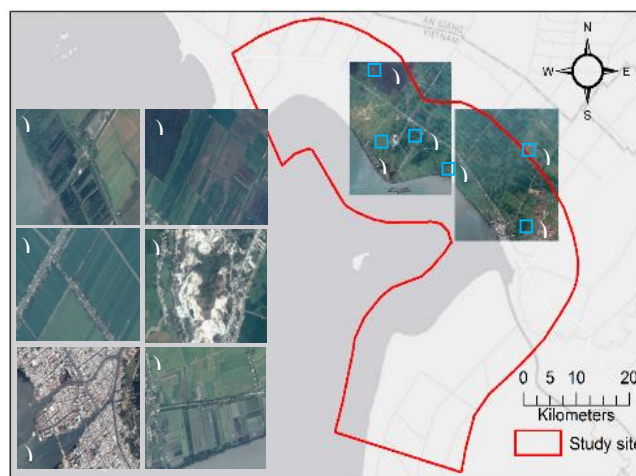 AN GIANG
VIETNAM
N
W
E
S
0 5 10 20
Kilometers
Study site